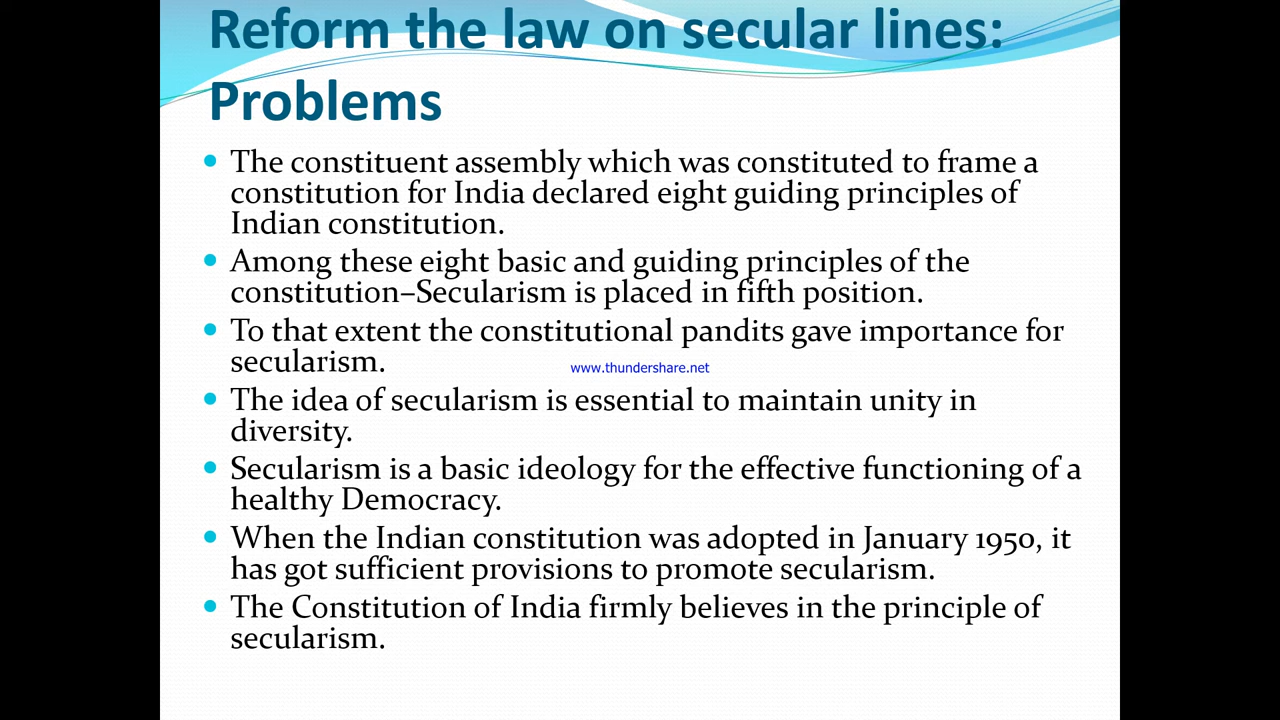 Reform the law on secular lines:
Problems
• The constituent assembly which was constituted to frame a
constitution for India declared eight guiding principles of
Indian constitution.
• Among these eight basic and guiding principles of the
constitution–Secularism is placed in fifth position.
• To that extent the constitutional pandits gave importance for
secularism.
www.thundershare.net
• The idea of secularism is essential to maintain unity in
diversity.
• Secularism is a basic ideology for the effective functioning of a
healthy Democracy.
• When the Indian constitution was adopted in January 1950, it
has got sufficient provisions to promote secularism.
• The Constitution of India firmly believes in the principle of
secularism.